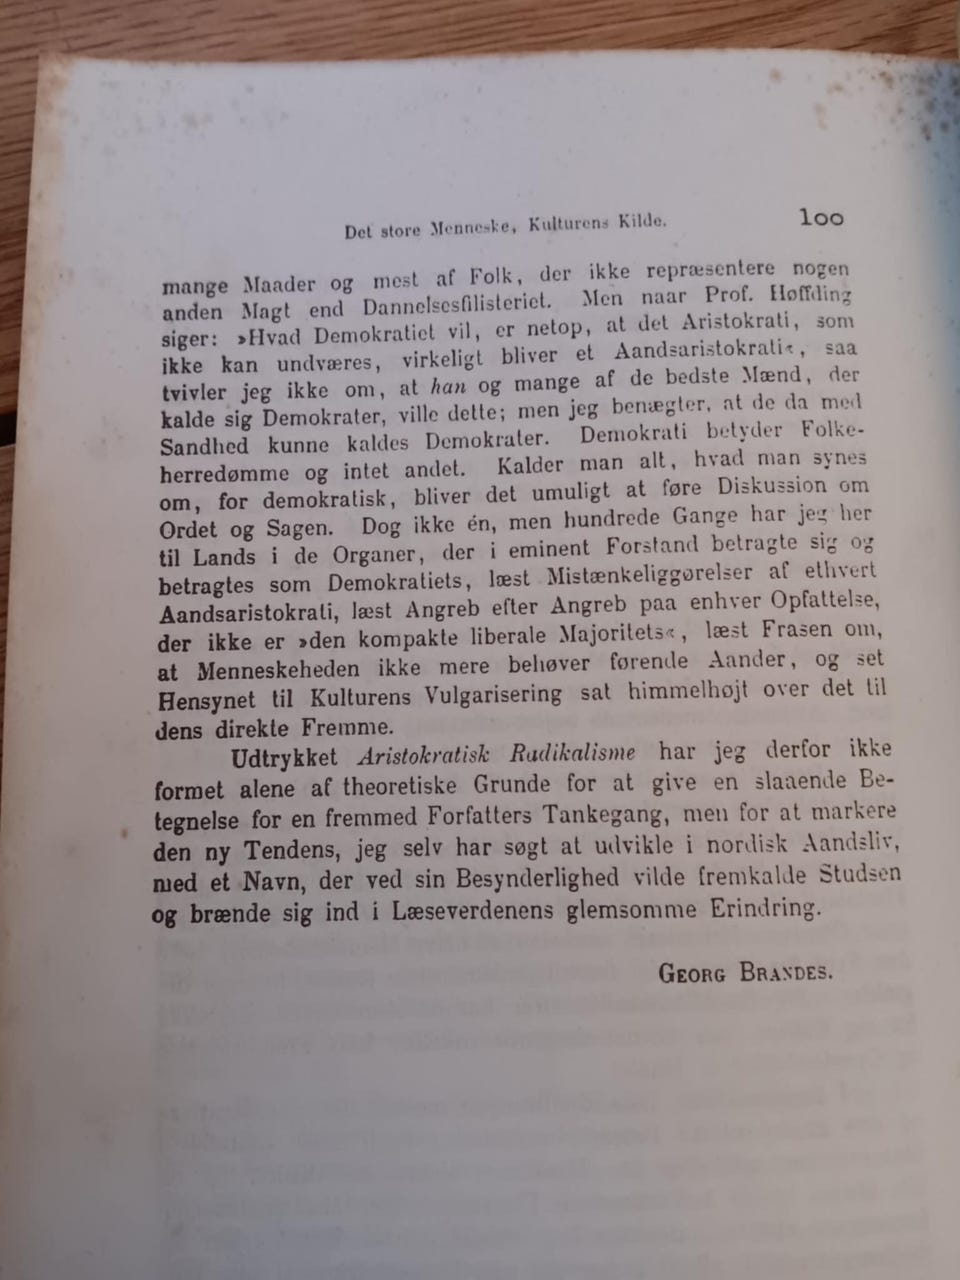 Det store Menneske, Kulturens Kilde. 100
mange Maader og mest af Folk, der ikke repræsentere nogen
anden Magt end Dannelsesfilisteriet. Men naar Prof. Høffding
siger: »Hvad Demokratiet vil, er netop, at det Aristokrati, som
ikke kan undværes, virkeligt bliver et Aandsaristokrati«, saa
tvivler jeg ikke om, at han og mange af de bedste Mænd, der
kalde sig Demokrater, ville dette; men jeg benægter, at de da med
Sandhed kunne kaldes Demokrater. Demokrati betyder Folke-
herredømme og intet andet. Kalder man alt, hvad man synes
om, for demokratisk, bliver det umuligt at føre Diskussion om
Ordet og Sagen. Dog ikke én, men hundrede Gange har jeg her
til Lands i de Organer, der i eminent Forstand betragte sig og
betragtes som Demokratiets, læst Mistænkeliggørelser af ethvert
Aandsaristokrati, læst Angreb efter Angreb paa enhver Opfattelse,
der ikke er »den kompakte liberale Majoritets«, læst Frasen om,
at Menneskeheden ikke mere behøver førende Aander, og set
Hensynet til Kulturens Vulgarisering sat himmelhøjt over det til
dens direkte Fremme.
Udtrykket Aristokratisk Radikalisme har jeg derfor ikke
formet alene af theoretiske Grunde for at give en slaaende Be-
tegnelse for en fremmed Forfatters Tankegang, men for at markere
den ny Tendens, jeg selv har søgt at udvikle i nordisk Aandsliv,
med et Navn, der ved sin Besynderlighed vilde fremkalde Studsen
og brænde sig ind i Læseverdenens glemsomme Erindring.
GEORG BRANDES.